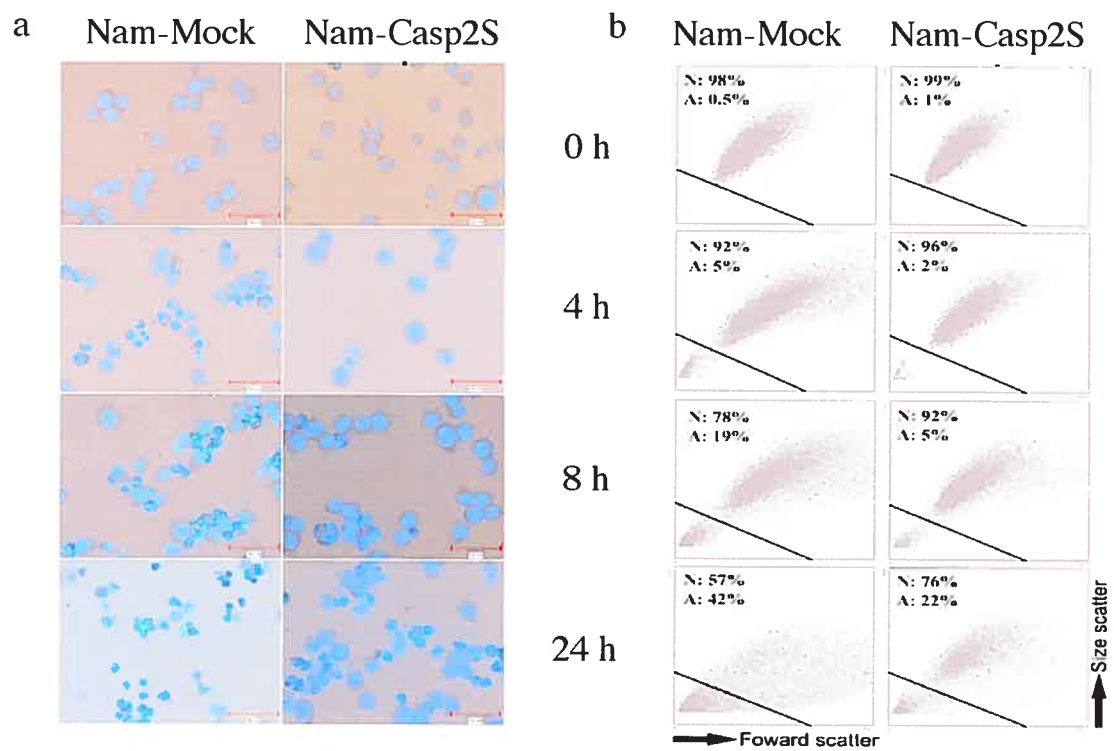 a
Nam-Mock
Nam-Casp2S
b
Nam-Mock
Nam-Casp2S
0 h
N: 98%
A: 0.5%
N: 99%
A: 1%
4 h
N: 92%
A: 5%
N: 96%
A: 2%
8 h
N: 78%
A: 19%
N: 92%
A: 5%
24 h
N: 57%
A: 42%
N: 76%
A: 22%
Size scatter
Foward scatter